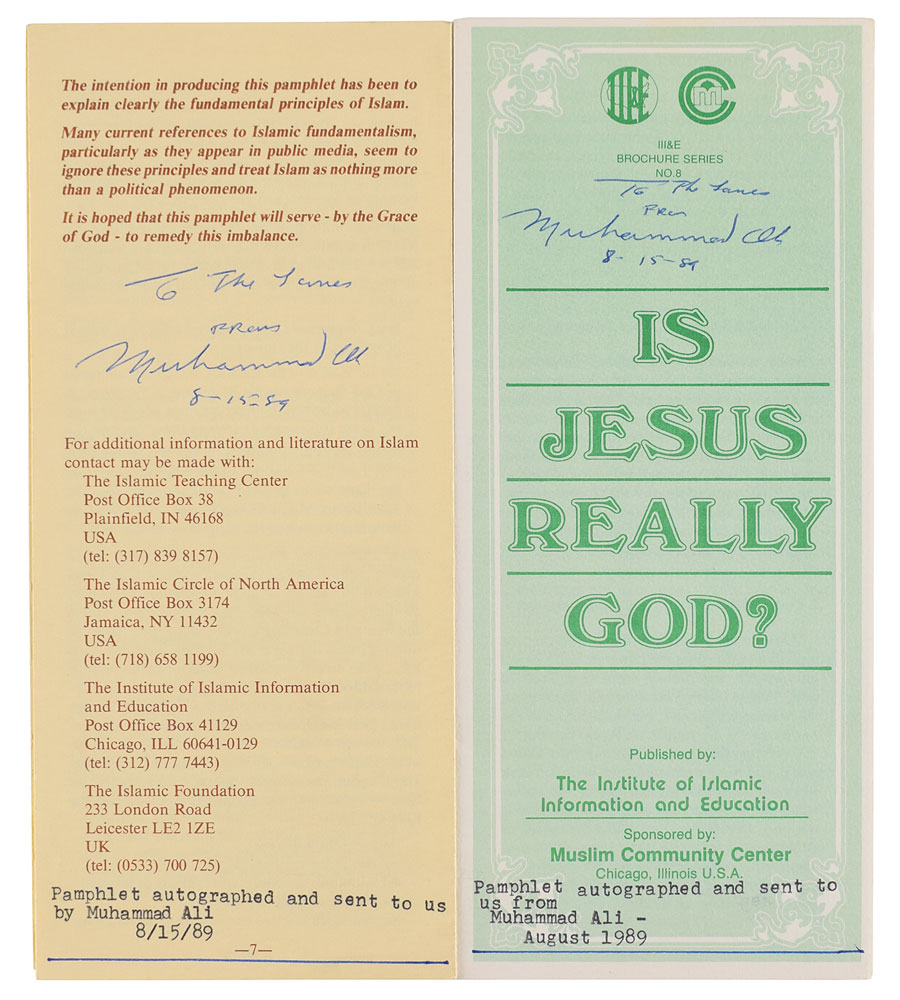 The intention in producing this pamphlet has been to
explain clearly the fundamental principles of Islam.
Many current references to Islamic fundamentalism,
particularly as they appear in public media, seem to
ignore these principles and treat Islam as nothing more
than a political phenomenon.
It is hoped that this pamphlet will serve - by the Grace
of God - to remedy this imbalance.
To The
Muhammad Ali
8-15-89
For additional information and literature on Islam
contact may be made with:
The Islamic Teaching Center
Post Office Box 38
Plainfield, IN 46168
USA
(tel: (317) 839 8157)
The Islamic Circle of North America
Post Office Box 3174
Jamaica, NY 11432
USA
(tel: (718) 658 1199)
The Institute of Islamic Information
and Education
Post Office Box 41129
Chicago, ILL 60641-0129
(tel: (312) 777 7443)
The Islamic Foundation
233 London Road
Leicester LE2 1ZE
UK
(tel: (0533) 700 725)
Pamphlet autographed and sent to us
by Muhammad Ali
8/15/89
—7—
III&E
BROCHURE SERIES
NO.8
To The
Muhammad Ali
8-15-89
IS
JESUS
REALLY
GOD?
Published by:
The Institute of Islamic
Information and Education
Sponsored by:
Muslim Community Center
Chicago, Illinois U.S.A.
Pamphlet autographed and sent to
us from
Muhammad Ali -
August 1989